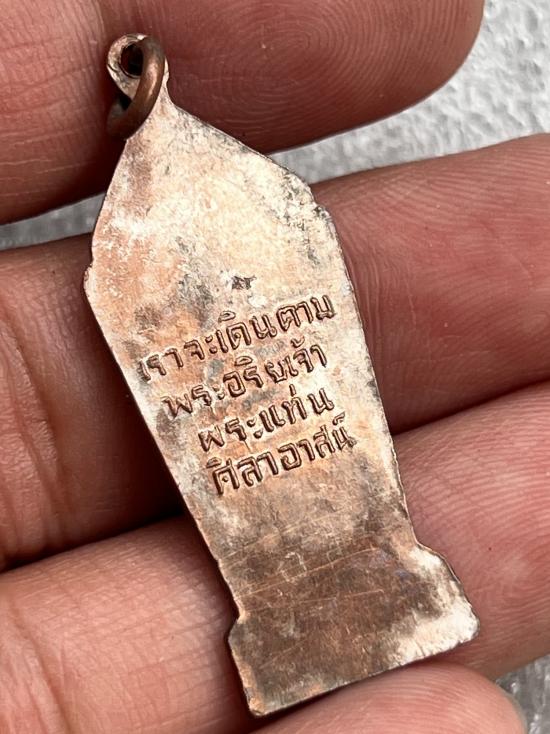 เราจะเดินตาม
พระอริยเจ้า
พระแท่น
ศิลาอาสน์